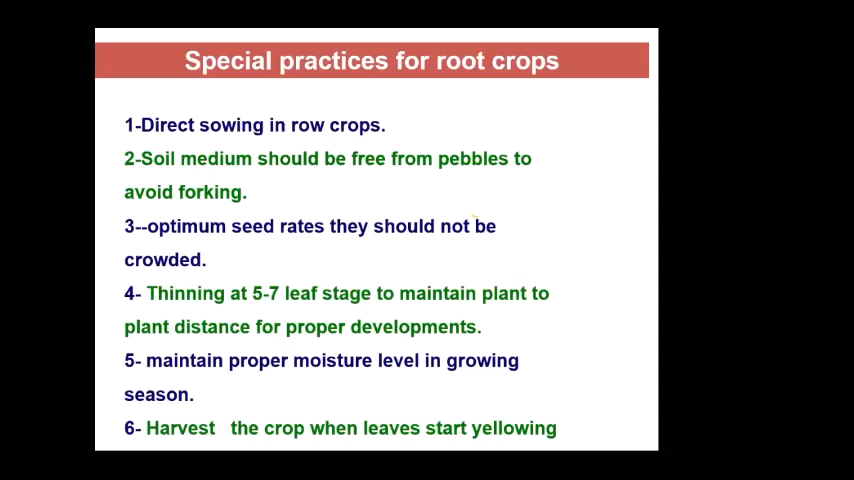 Special practices for root crops
1-Direct sowing in row crops.
2-Soil medium should be free from pebbles to
avoid forking.
3--optimum seed rates they should not be
crowded.
4- Thinning at 5-7 leaf stage to maintain plant to
plant distance for proper developments.
5- maintain proper moisture level in growing
season.
6- Harvest the crop when leaves start yellowing